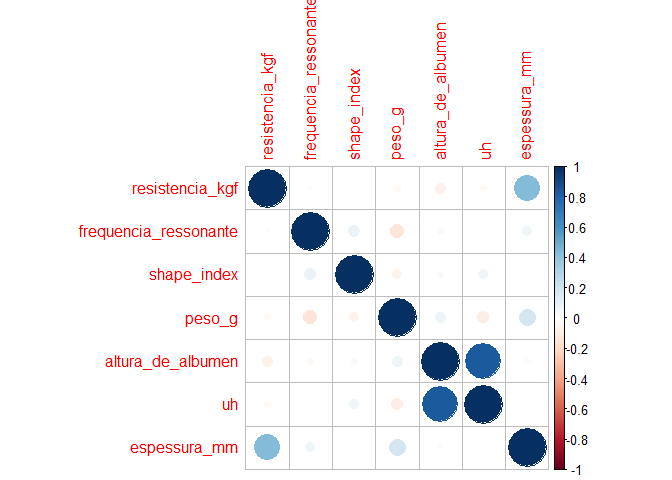 resistencia_kgf
frequencia_ressonante
shape_index
peso_g
altura_de_albumen
uh
espessura_mm
resistencia_kgf
frequencia_ressonante
shape_index
peso_g
altura_de_albumen
uh
espessura_mm
1
0.8
0.6
0.4
0.2
0
-0.2
-0.4
-0.6
-0.8
-1